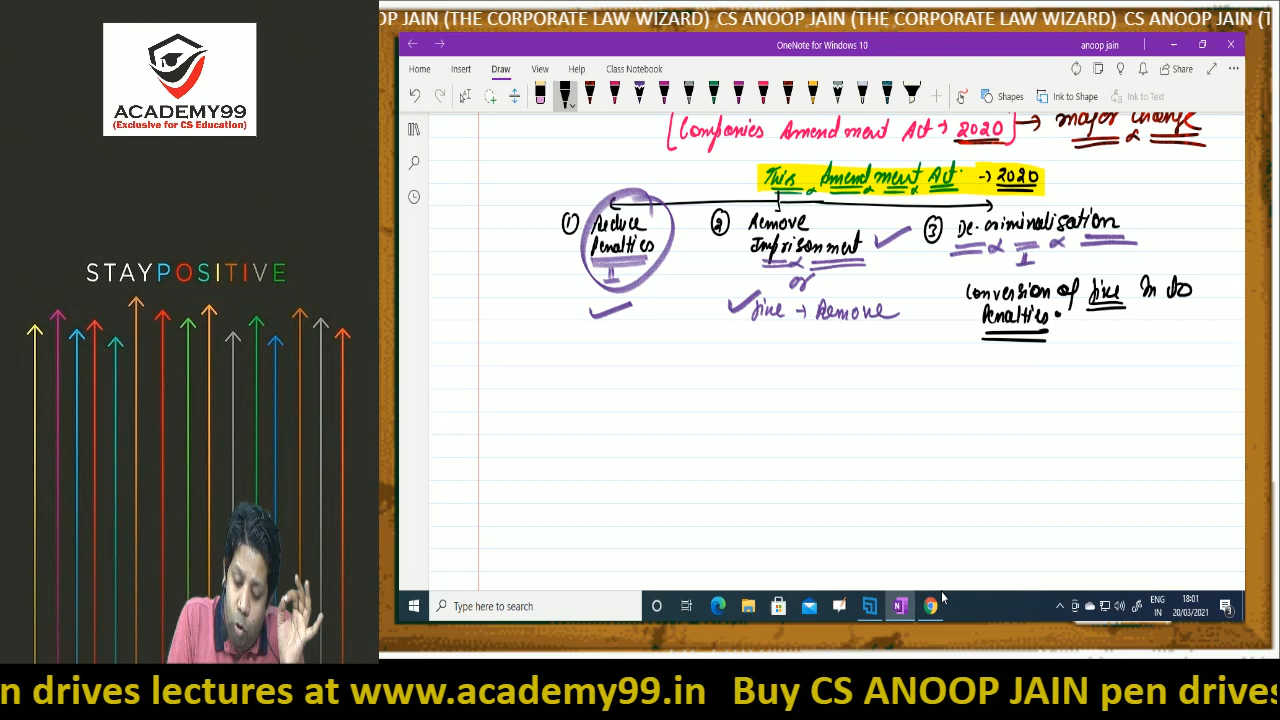 OP JAIN (THE CORPORATE LAW WIZARD) CS ANOOP JAIN (THE CORPORATE LAW WIZARD) CS ANOOP JAIN (T
OneNote for Windows 10
anoop jain
Home Insert Draw View Help Class Notebook
Share
Shapes Ink to Shape Ink to Text
ACADEMY99
(Exclusive for CS Education)
STAYPOSITIVE
[Companies Amendment Act → 2020] → major change
This Amendment Act. → 2020
① Reduce Penalties
② Remove Imprisonment
or
fine → Remove
③ De-criminalisation
Conversion of fine In to
Penalties.
Type here to search
ENG
IN
18:01
20/03/2021
3
n drives lectures at www.academy99.in Buy CS ANOOP JAIN pen drives